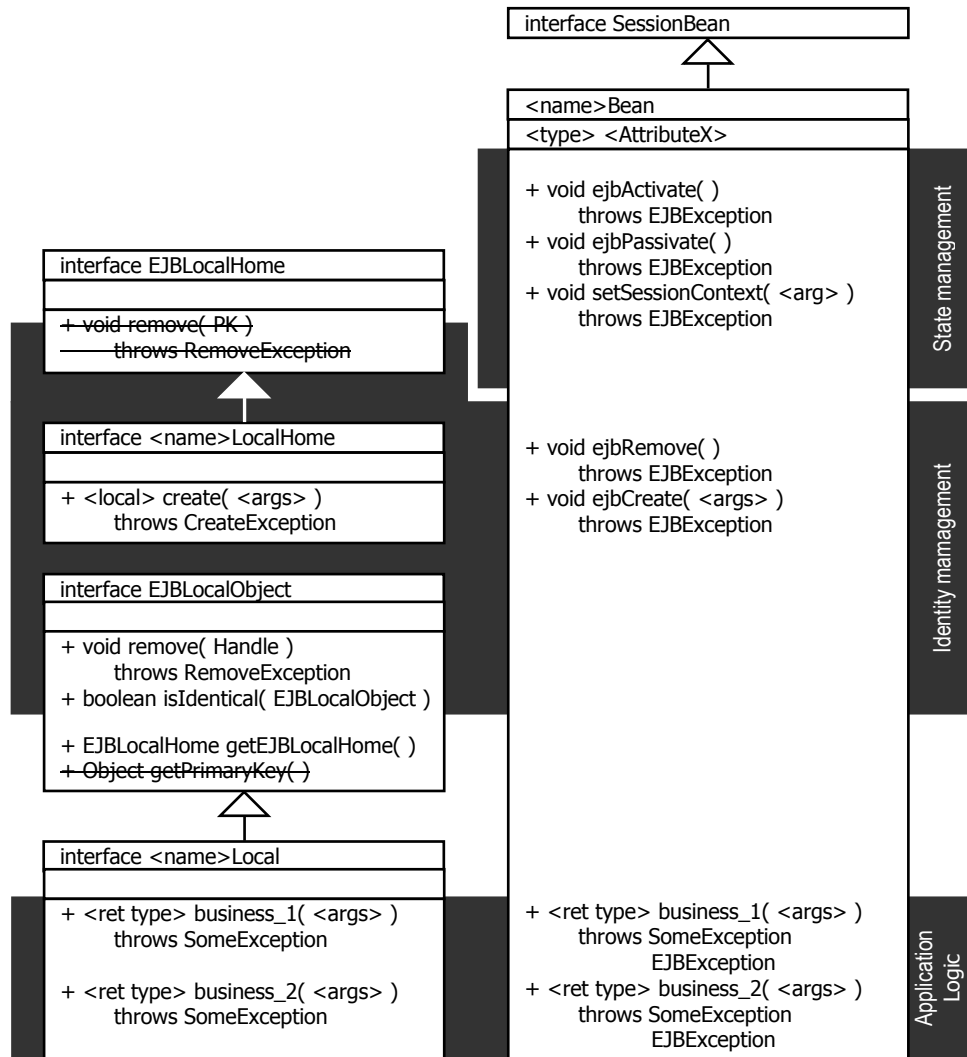 interface SessionBean
<name>Bean
<type> <AttributeX>
+ void ejbActivate( )
throws EJBException
+ void ejbPassivate( )
throws EJBException
+ void setSessionContext( <arg> )
throws EJBException
State management
interface EJBLocalHome
+ void remove( PK )
throws RemoveException
interface <name>LocalHome
+ <local> create( <args> )
throws CreateException
+ void ejbRemove( )
throws EJBException
+ void ejbCreate( <args> )
throws EJBException
Identity mamagement
interface EJBLocalObject
+ void remove( Handle )
throws RemoveException
+ boolean isIdentical( EJBLocalObject )
+ EJBLocalHome getEJBLocalHome( )
+ Object getPrimaryKey( )
interface <name>Local
+ <ret type> business_1( <args> )
throws SomeException
+ <ret type> business_2( <args> )
throws SomeException
+ <ret type> business_1( <args> )
throws SomeException
EJBException
+ <ret type> business_2( <args> )
throws SomeException
EJBException
Application
Logic